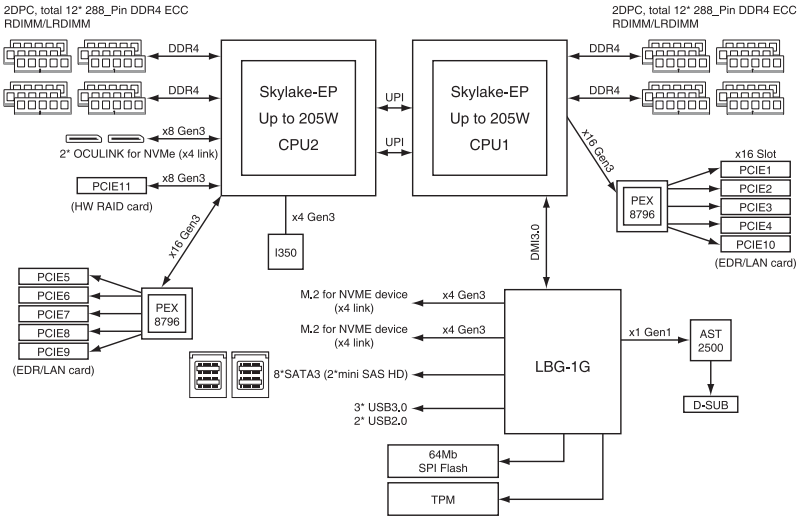 2DPC, total 12* 288_Pin DDR4 ECC
RDIMM/LRDIMM
2DPC, total 12* 288_Pin DDR4 ECC
RDIMM/LRDIMM
DDR4
DDR4
Skylake-EP
Up to 205W
CPU2
UPI
UPI
Skylake-EP
Up to 205W
CPU1
DDR4
DDR4
x8 Gen3
2* OCULINK for NVMe (x4 link)
PCIE11
x8 Gen3
(HW RAID card)
x16 Gen3
x4 Gen3
I350
x16 Gen3
x16 Slot
PEX
8796
PCIE1
PCIE2
PCIE3
PCIE4
PCIE10
(EDR/LAN card)
DMI3.0
PCIE5
PCIE6
PCIE7
PCIE8
PCIE9
(EDR/LAN card)
PEX
8796
M.2 for NVME device
(x4 link)
x4 Gen3
M.2 for NVME device
(x4 link)
x4 Gen3
8*SATA3 (2*mini SAS HD)
3* USB3.0
2* USB2.0
LBG-1G
x1 Gen1
AST
2500
D-SUB
64Mb
SPI Flash
TPM